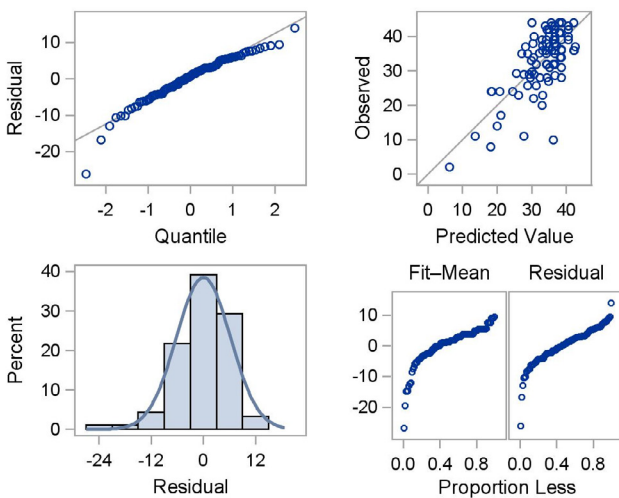 Residual
10
0
-10
-20
-2 -1 0 1 2
Quantile
Observed
40
30
20
10
0
0 10 20 30 40
Predicted Value
Percent
40
30
20
10
0
-24 -12 0 12
Residual
Fit–Mean Residual
10
0
-10
-20
0.0 0.4 0.8 0.0 0.4 0.8
Proportion Less